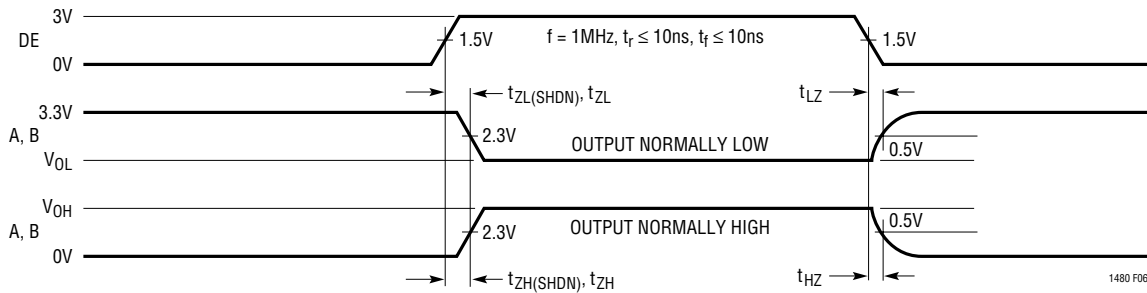 3V
DE
0V
1.5V
f = 1MHz, tr ≤ 10ns, tf ≤ 10ns
1.5V
3.3V
A, B
VOL
tZL(SHDN), tZL
2.3V
OUTPUT NORMALLY LOW
tLZ
0.5V
VOH
A, B
0V
2.3V
OUTPUT NORMALLY HIGH
0.5V
tZH(SHDN), tZH
tHZ
1480 F06